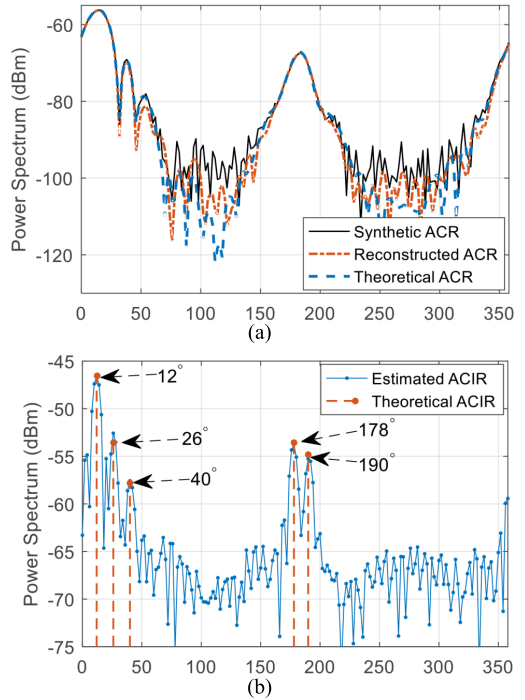 Power Spectrum (dBm)
-60
-80
-100
-120
0 50 100 150 200 250 300 350
Synthetic ACR
Reconstructed ACR
Theoretical ACR
(a)
Power Spectrum (dBm)
-45
-50
-55
-60
-65
-70
-75
12°
26°
40°
178°
190°
Estimated ACIR
Theoretical ACIR
0 50 100 150 200 250 300 350
(b)